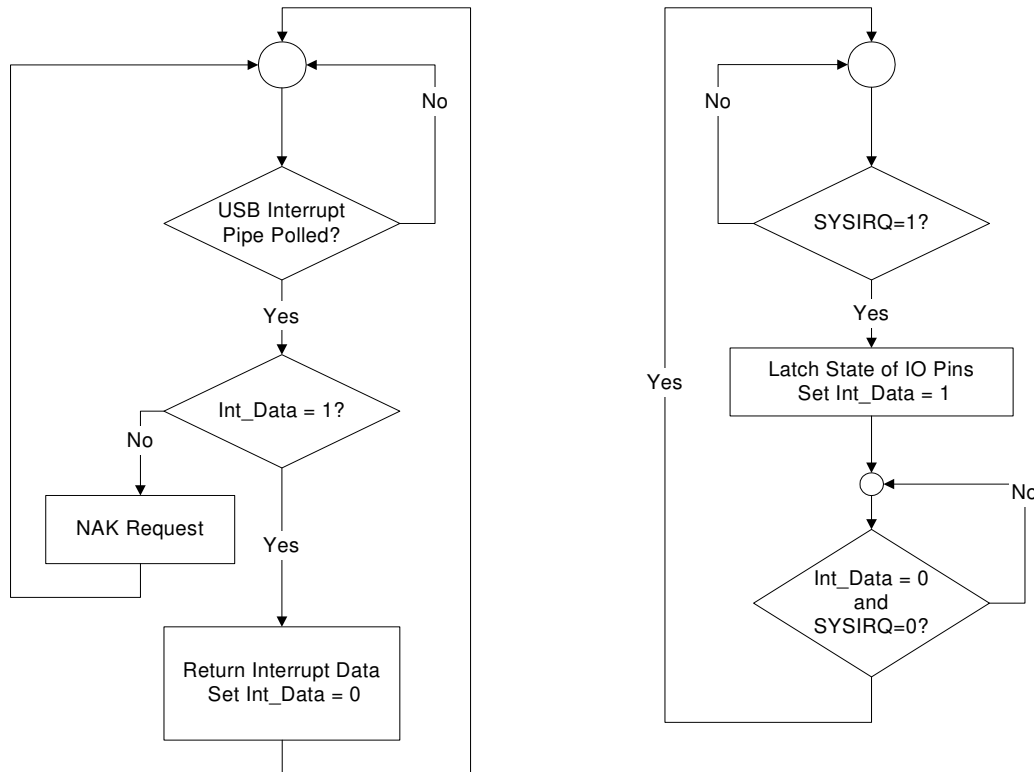 No
USB Interrupt
Pipe Polled?
Yes
Int_Data = 1?
No
NAK Request
Yes
Return Interrupt Data
Set Int_Data = 0
No
SYSIRQ=1?
Yes
Latch State of IO Pins
Set Int_Data = 1
Yes
No
Int_Data = 0
and
SYSIRQ=0?